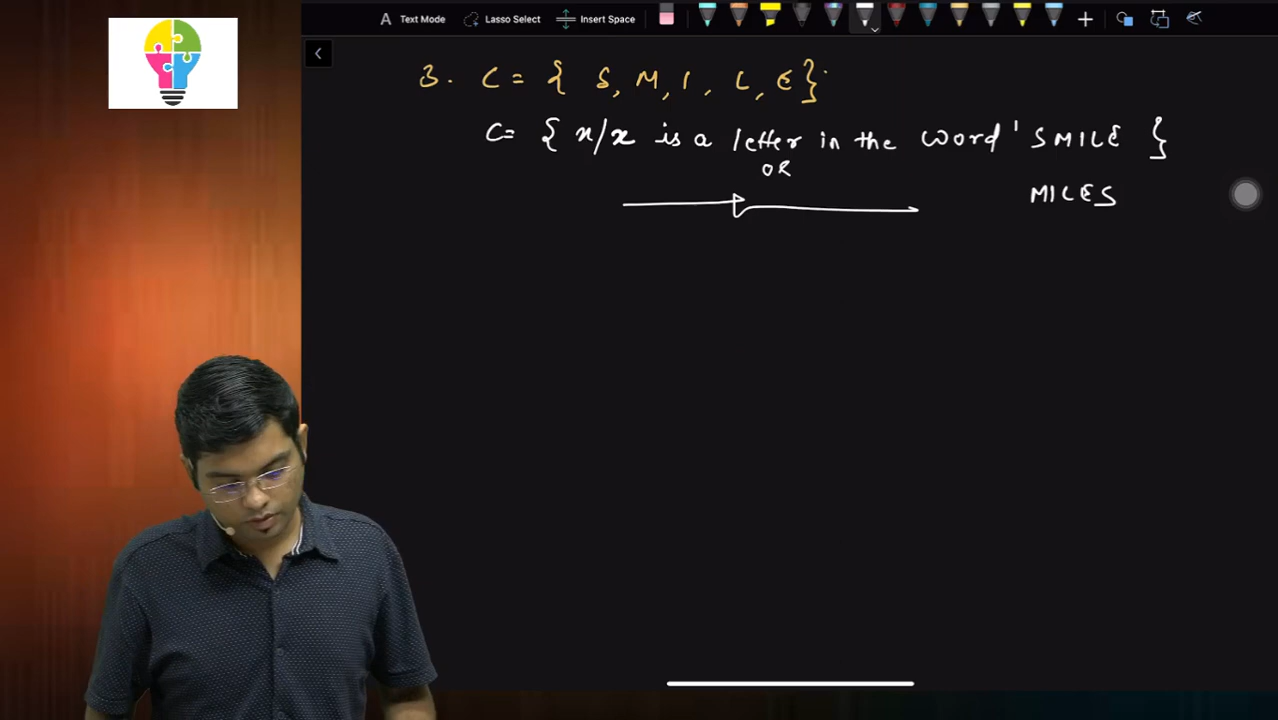 Text Mode Lasso Select Insert Space
3. C = { S, M, I, L, E }
C = { x/x is a letter in the word 'SMILE }
OR
MILES